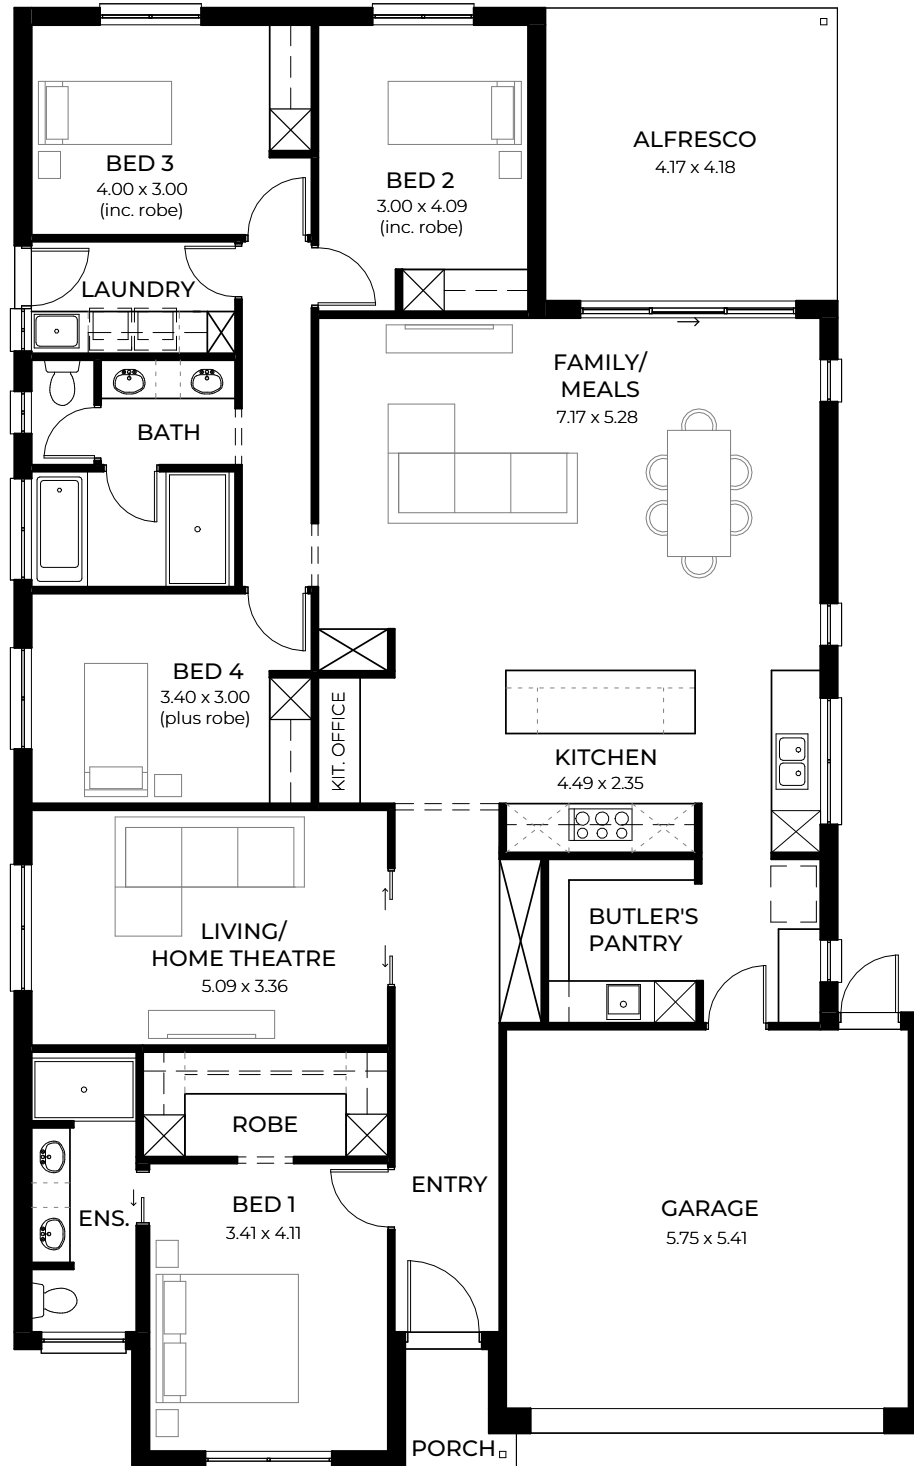 BED 3
4.00 x 3.00
(inc. robe)
BED 2
3.00 x 4.09
(inc. robe)
ALFRESCO
4.17 x 4.18
LAUNDRY
BATH
FAMILY/
MEALS
7.17 x 5.28
BED 4
3.40 x 3.00
(plus robe)
KIT. OFFICE
KITCHEN
4.49 x 2.35
LIVING/
HOME THEATRE
5.09 x 3.36
BUTLER'S
PANTRY
ROBE
ENS.
BED 1
3.41 x 4.11
ENTRY
GARAGE
5.75 x 5.41
PORCH